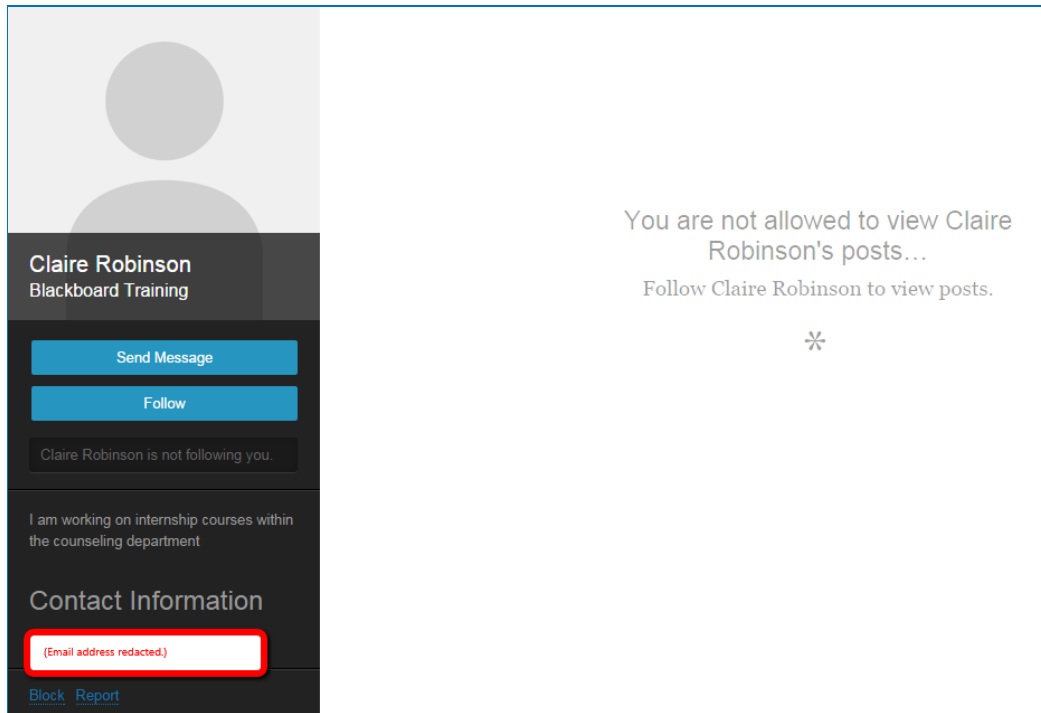 Claire Robinson
Blackboard Training
Send Message
Follow
Claire Robinson is not following you.
I am working on internship courses within
the counseling department
Contact Information
(Email address redacted.)
Block Report
You are not allowed to view Claire
Robinson's posts…
Follow Claire Robinson to view posts.
*